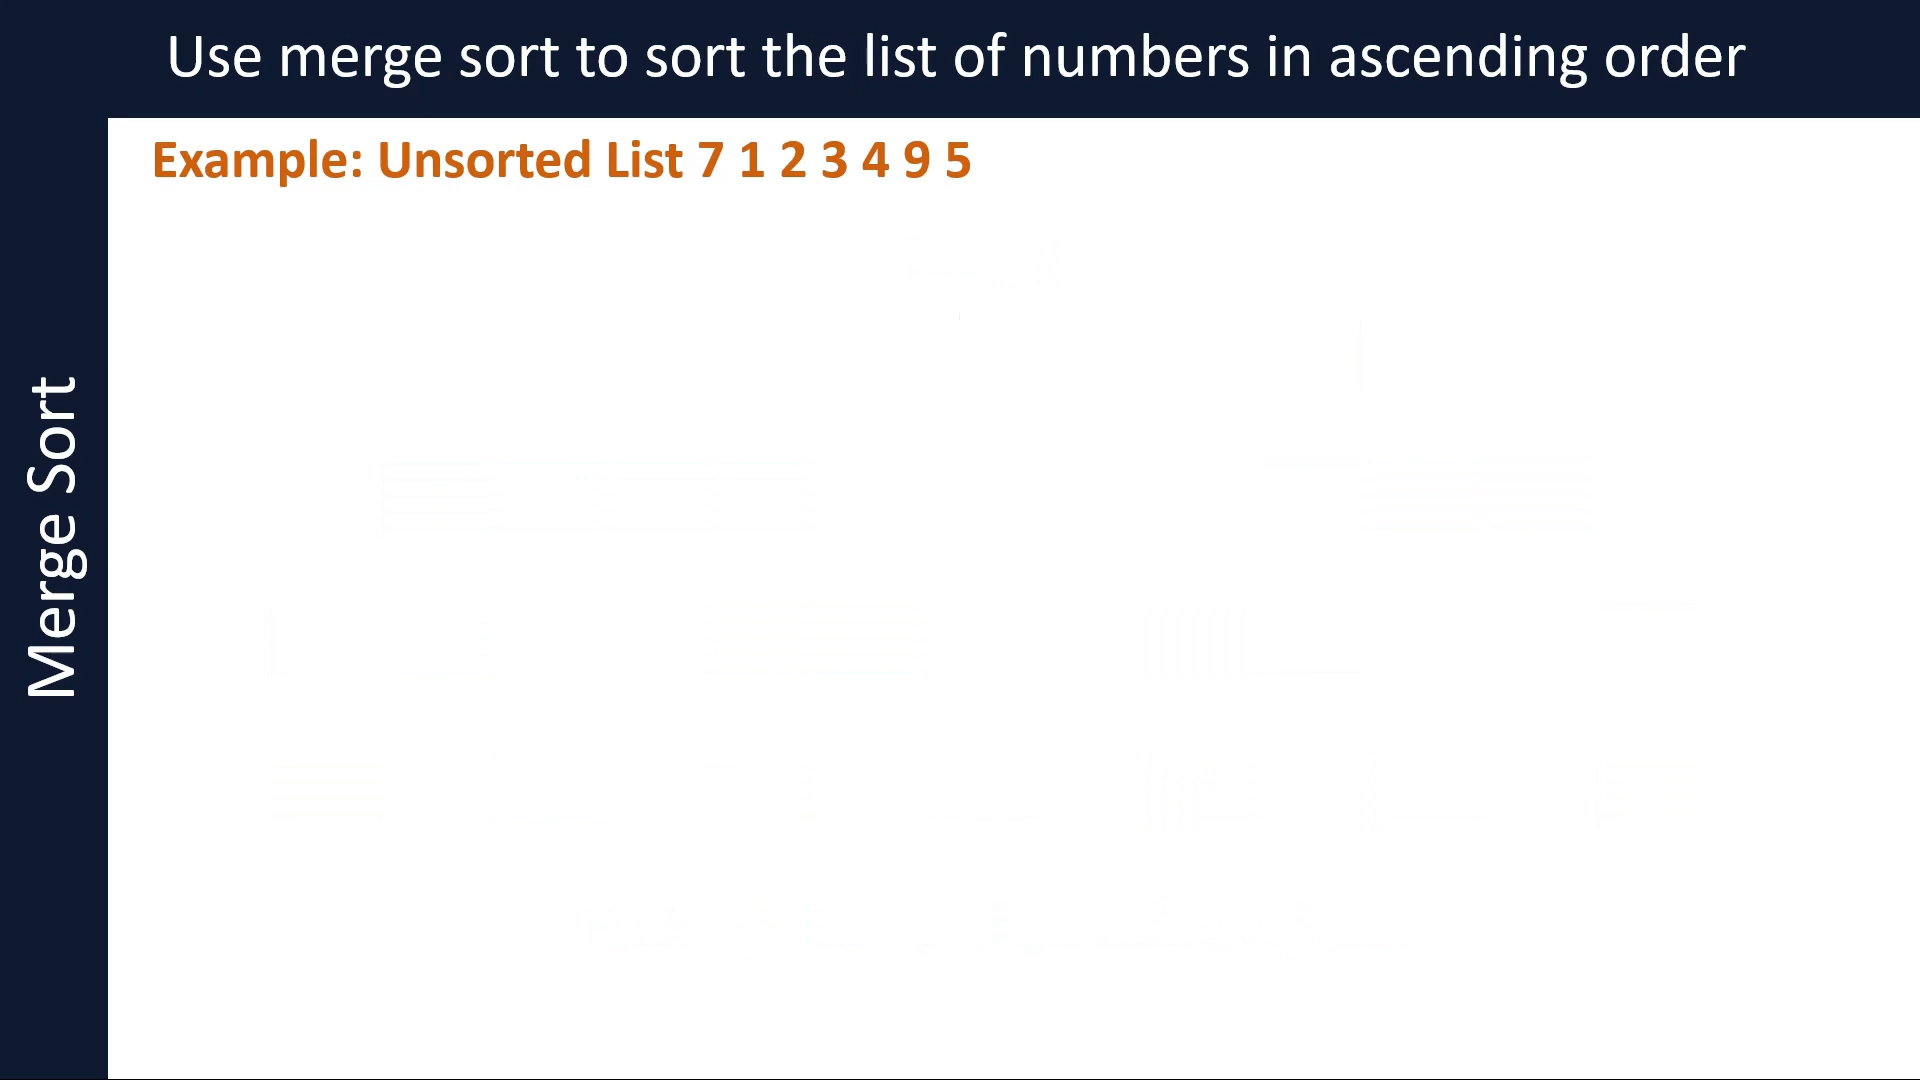 Use merge sort to sort the list of numbers in ascending order
Example: Unsorted List 7 1 2 3 4 9 5
Merge Sort